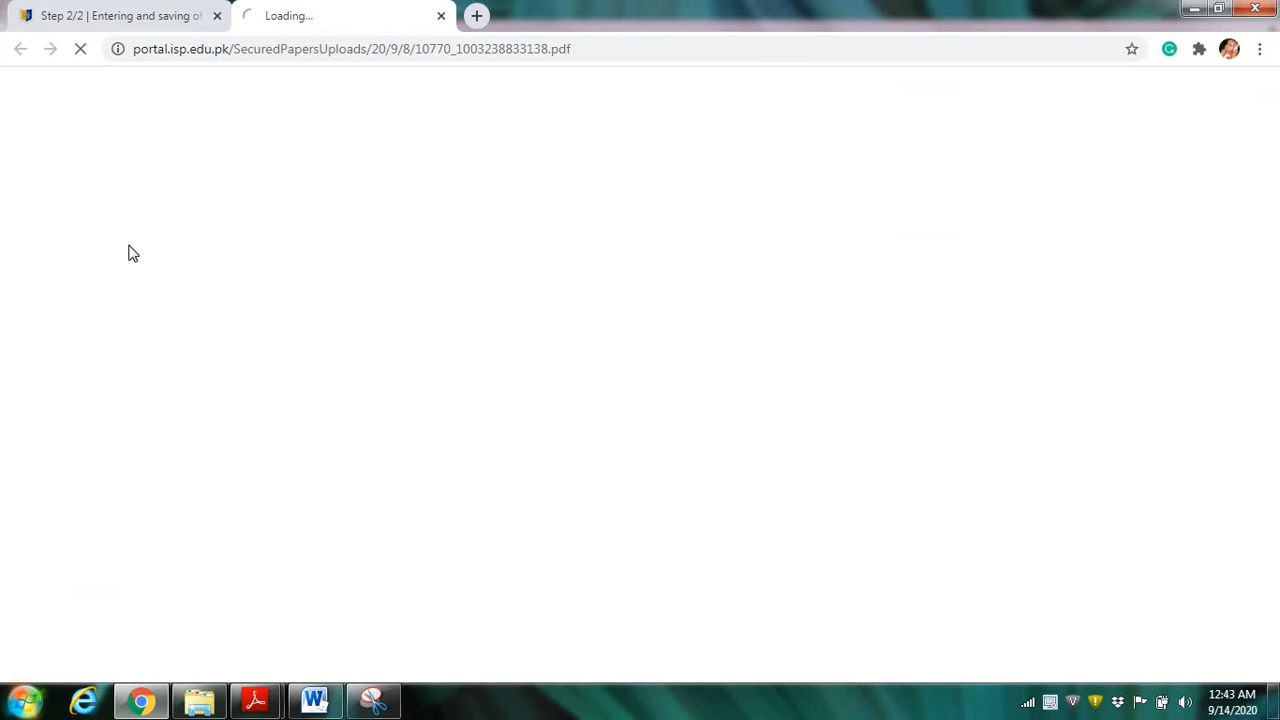 Step 2/2 | Entering and saving of
Loading...
portal.isp.edu.pk/SecuredPapersUploads/20/9/8/10770_1003238833138.pdf
12:43 AM
9/14/2020